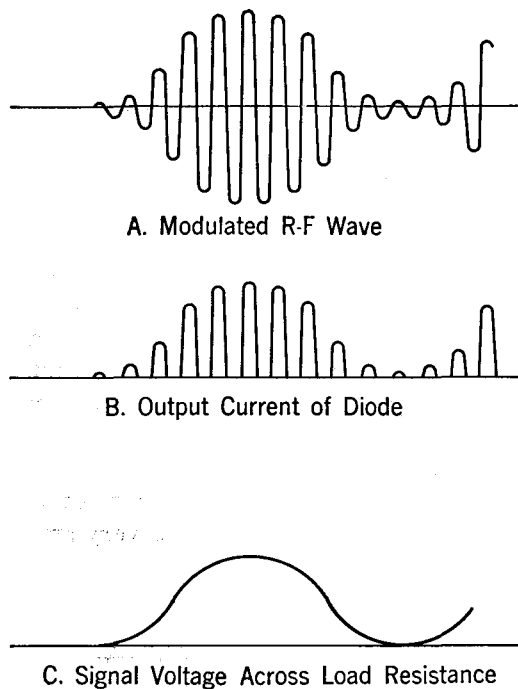 A. Modulated R-F Wave
B. Output Current of Diode
C. Signal Voltage Across Load Resistance